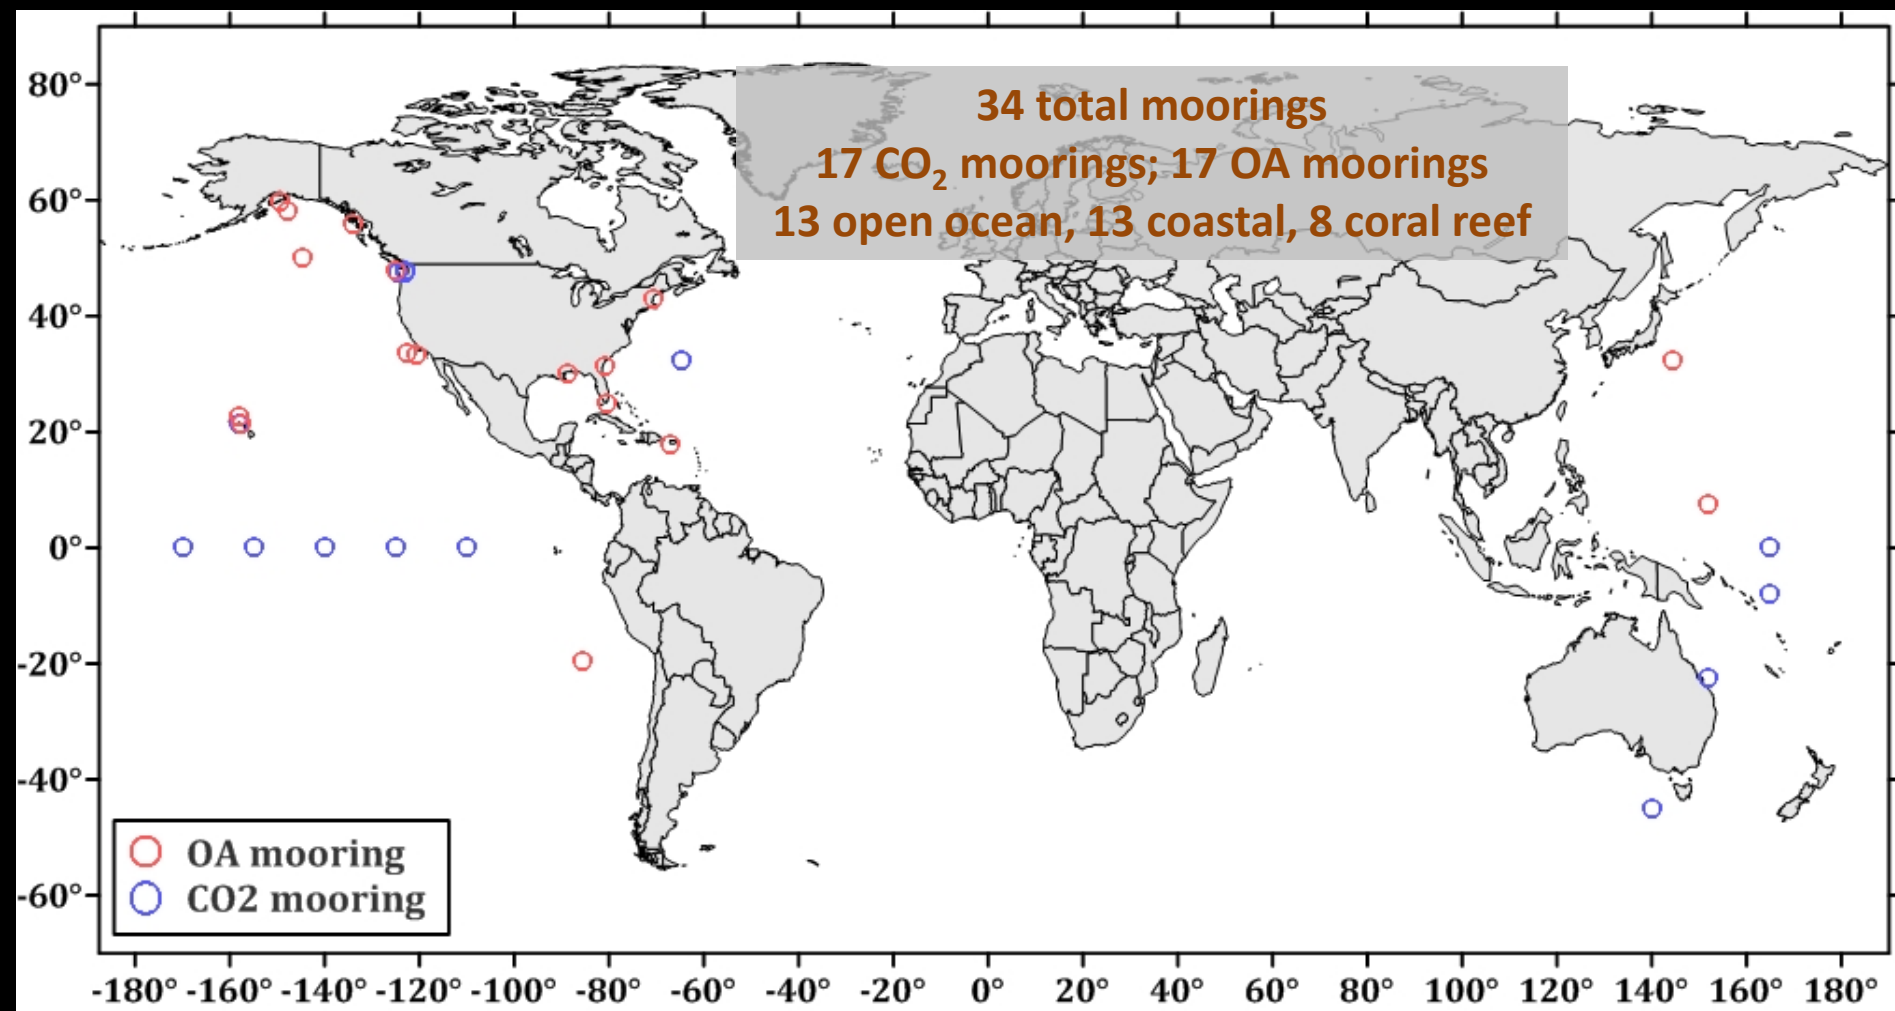 34 total moorings
17 CO₂ moorings; 17 OA moorings
13 open ocean, 13 coastal, 8 coral reef
80°
60°
40°
20°
0°
-20°
-40°
-60°
OA mooring
CO2 mooring
-180° -160° -140° -120° -100° -80° -60° -40° -20° 0° 20° 40° 60° 80° 100° 120° 140° 160° 180°